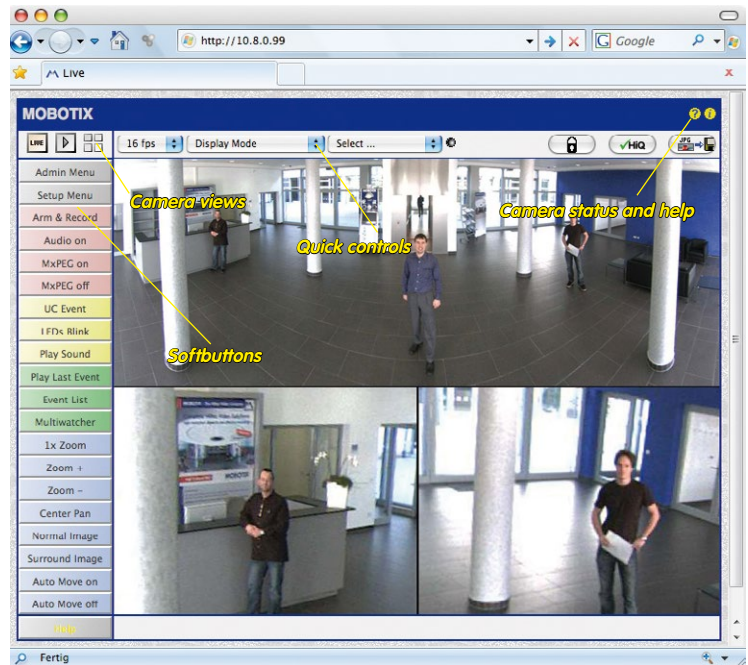 http://10.8.0.99
Google
Live
MOBOTIX
LIVE
16 fps
Display Mode
Select ...
HiQ
JPG
Admin Menu
Setup Menu
Arm & Record
Audio on
MxPEG on
MxPEG off
UC Event
LEDs Blink
Play Sound
Play Last Event
Event List
Multiwatcher
1x Zoom
Zoom +
Zoom –
Center Pan
Normal Image
Surround Image
Auto Move on
Auto Move off
Help
Camera views
Quick controls
Camera status and help
Softbuttons
MOBOTIX
Fertig